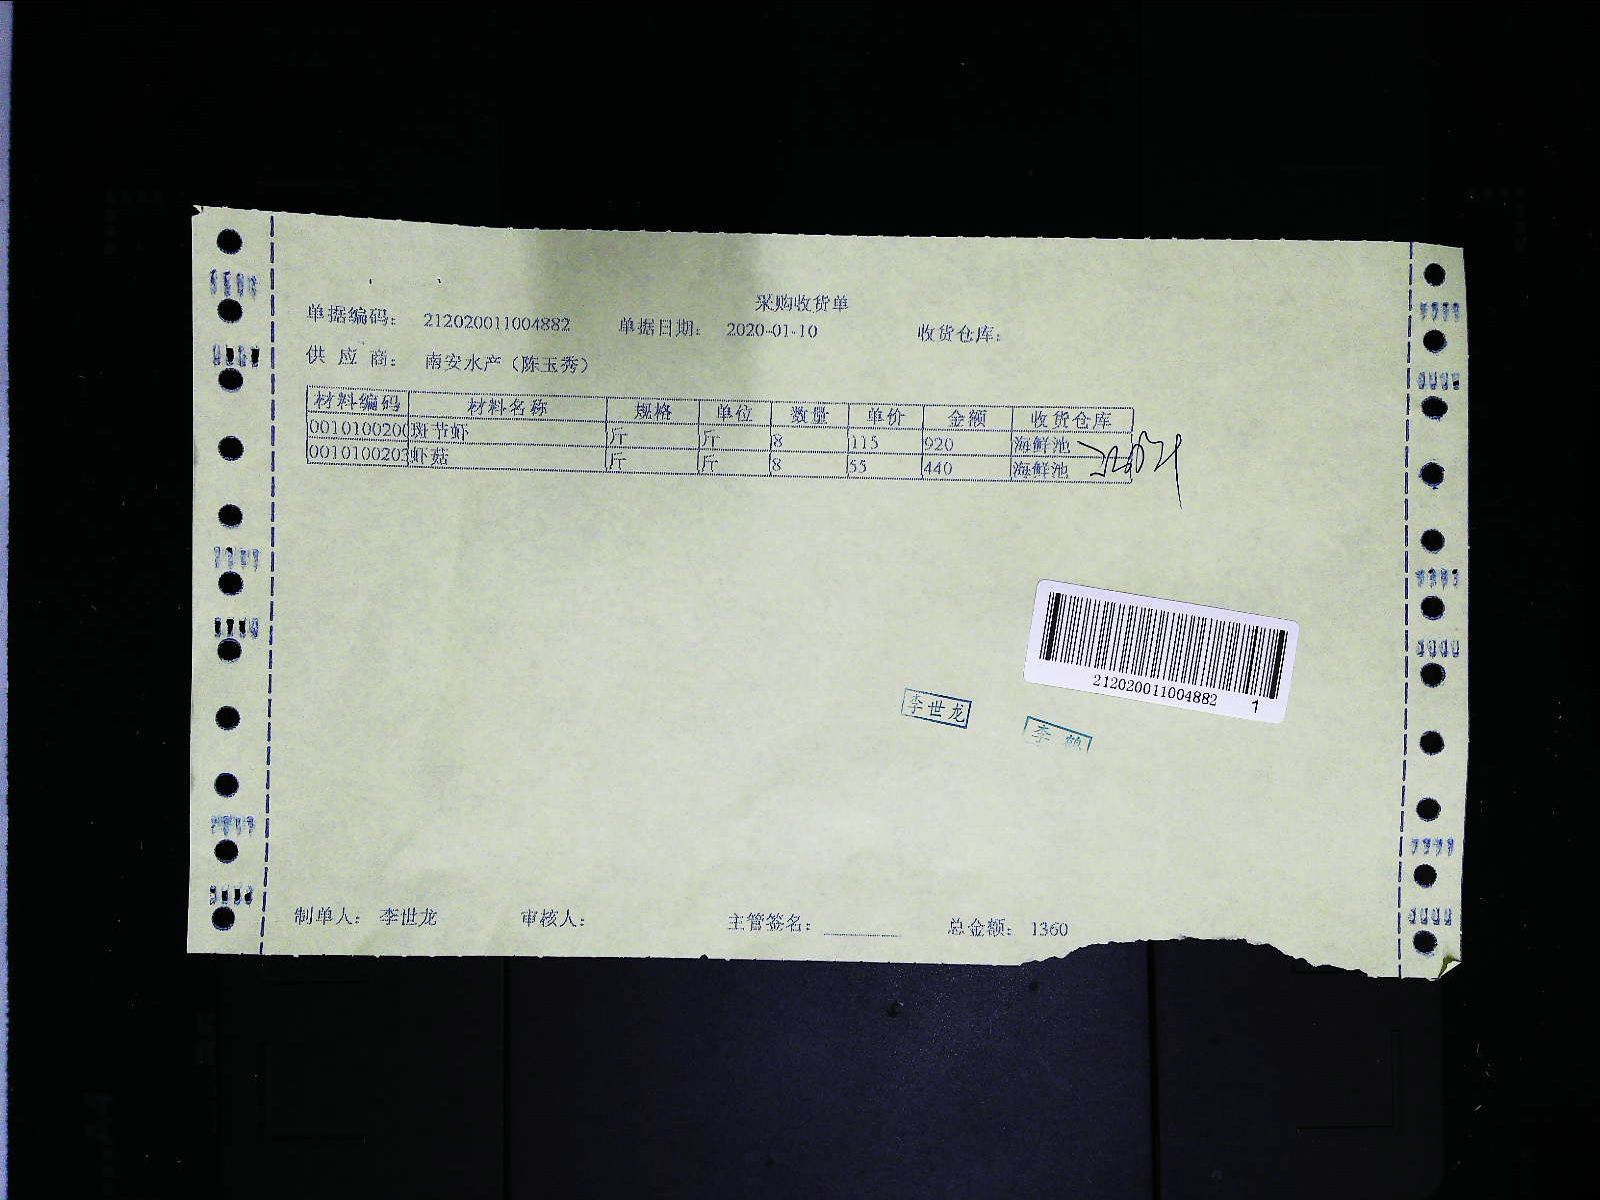 采购收货单
单据编码： 212020011004882 单据日期： 2020-01-10 收货仓库：
供 应 商： 南安水产（陈玉秀）
材料编码 材料名称 规格 单位 数量 单价 金额 收货仓库
0010100200 斑节虾 斤 斤 8 115 920 海鲜池
0010100203 虾菇 斤 斤 8 55 440 海鲜池
212020011004882 1
李世龙
李 鹤
制单人： 李世龙 审核人： 主管签名： 总金额： 1360